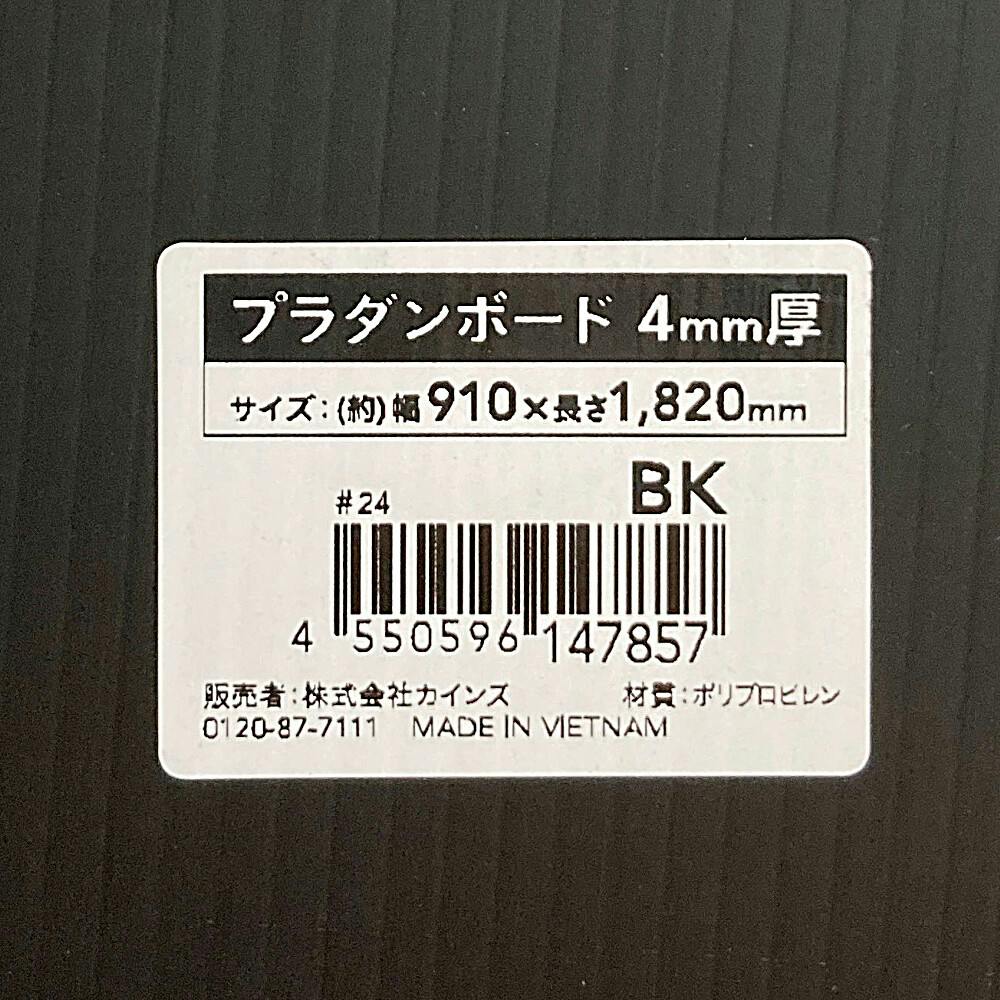 プラダンボード 4mm厚
サイズ:(約)幅910×長さ1,820mm
BK
#24
4 550596 147857
販売者:株式会社カインズ 材質:ポリプロピレン
0120-87-7111 MADE IN VIETNAM